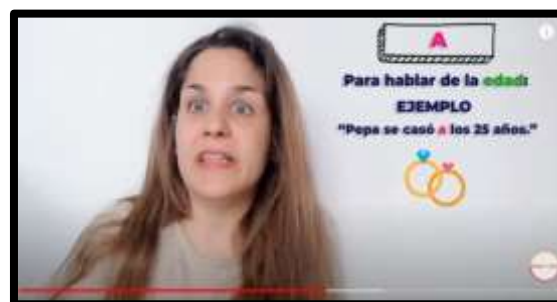 A
Para hablar de la edad:
EJEMPLO
“Pepa se casó a los 25 años.”